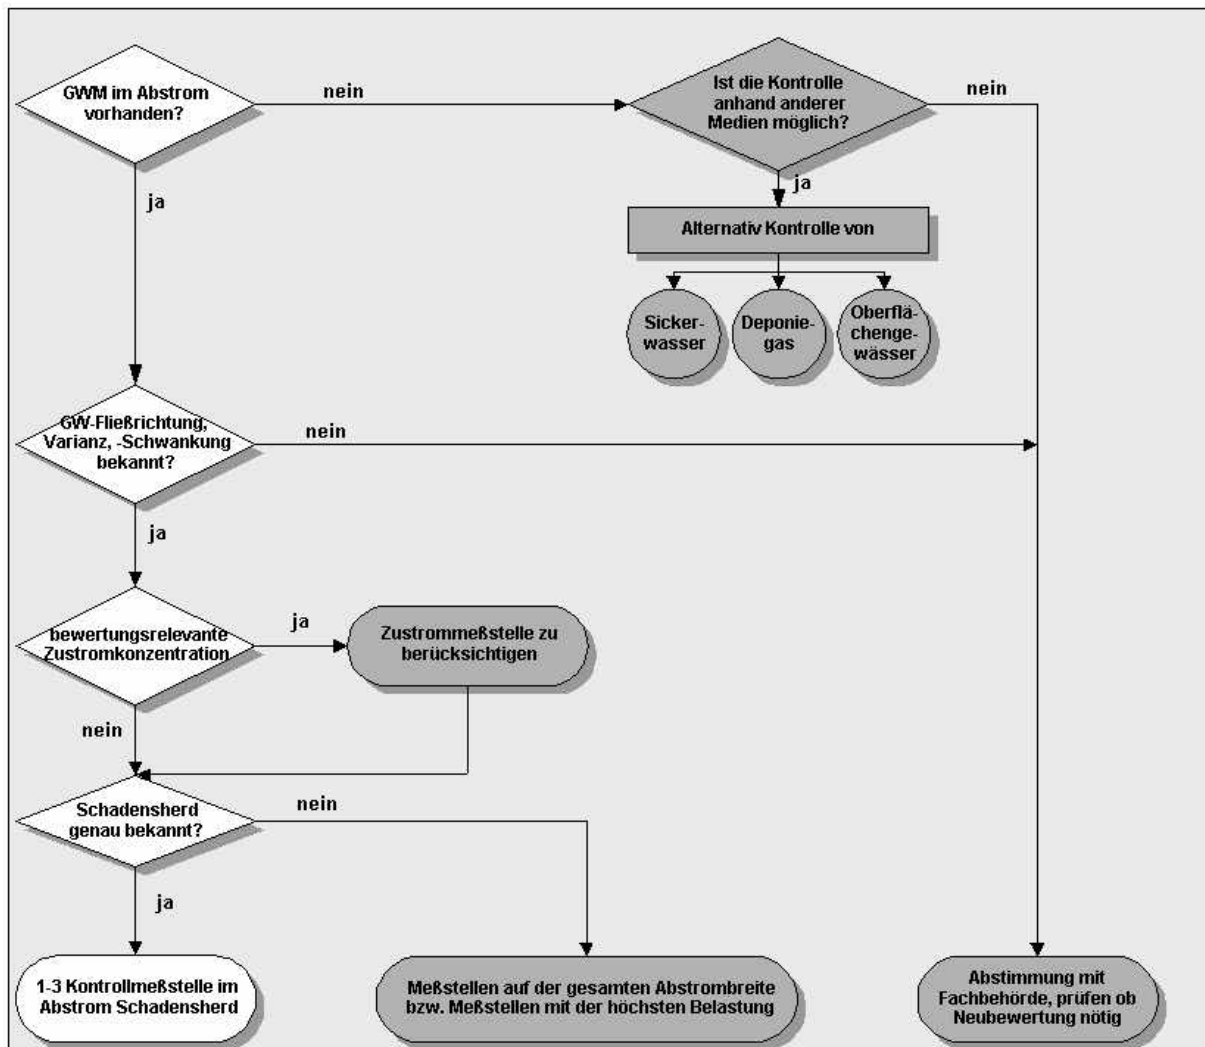 GWM im Abstrom
vorhanden?
nein
Ist die Kontrolle
anhand anderer
Medien möglich?
nein
ja
ja
Alternativ Kontrolle von
Sicker-
wasser
Deponie-
gas
Oberflä-
chenge-
wässer
GW-Fließrichtung,
Varianz, -Schwankung
bekannt?
nein
ja
bewertungsrelevante
Zustromkonzentration
ja
Zustrommeßstelle zu
berücksichtigen
nein
Schadensherd
genau bekannt?
nein
ja
1-3 Kontrollmeßstelle im
Abstrom Schadensherd
Meßstellen auf der gesamten Abstrombreite
bzw. Meßstellen mit der höchsten Belastung
Abstimmung mit
Fachbehörde, prüfen ob
Neubewertung nötig